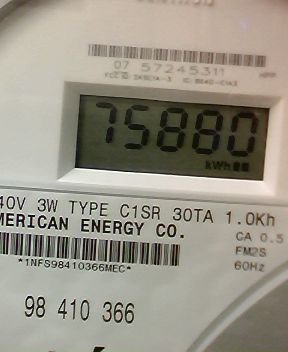 07 57245311
75880
kWh
40V 3W TYPE C1SR 30TA 1.0Kh
MERICAN ENERGY CO.
CA 0.5
FM2S
60Hz
*1NFS98410366MEC*
98 410 366